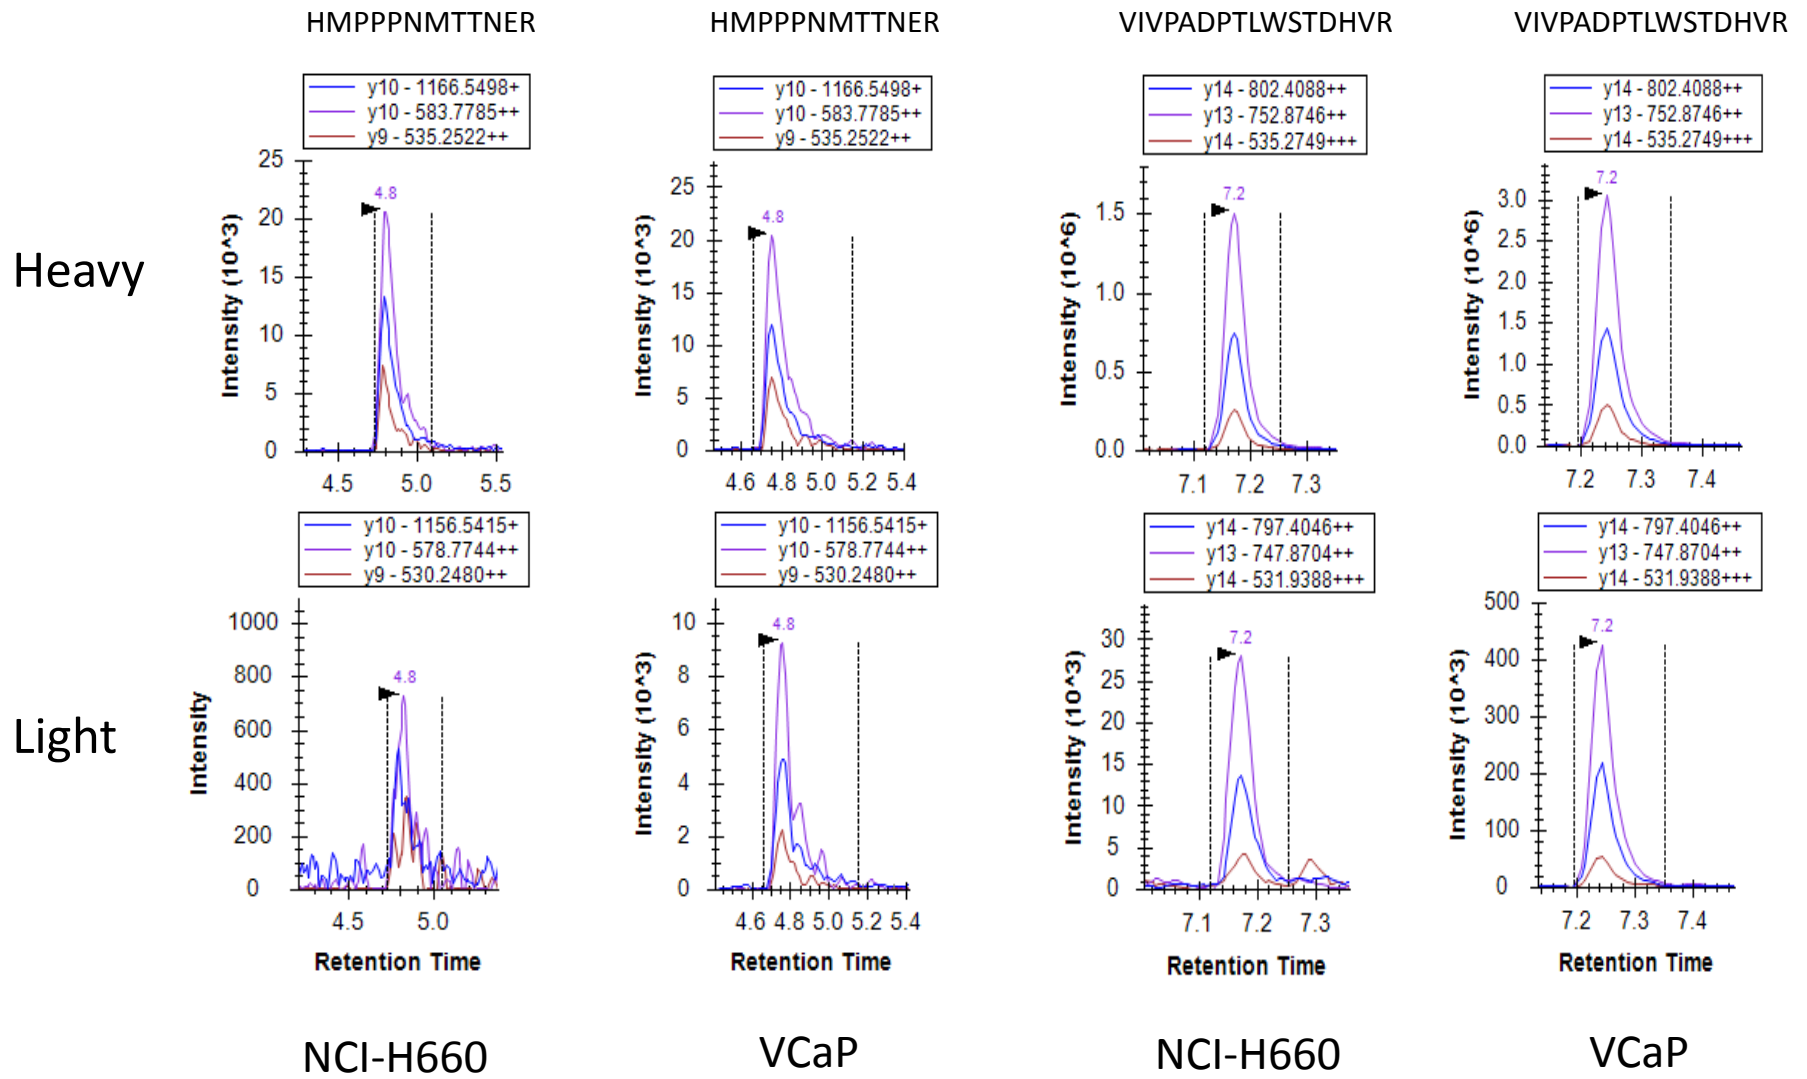 HMPPPNMTTNER
HMPPPNMTTNER
VIVPADPTLWSTDHVR
VIVPADPTLWSTDHVR
Heavy
y10 - 1166.5498+
y10 - 583.7785++
y9 - 535.2522++
25
20
15
10
5
0
4.8
Intensity (10^3)
4.5 5.0 5.5
y10 - 1166.5498+
y10 - 583.7785++
y9 - 535.2522++
25
20
15
10
5
0
4.8
Intensity (10^3)
4.6 4.8 5.0 5.2 5.4
y14 - 802.4088++
y13 - 752.8746++
y14 - 535.2749+++
1.5
1.0
0.5
0.0
7.2
Intensity (10^6)
7.1 7.2 7.3
y14 - 802.4088++
y13 - 752.8746++
y14 - 535.2749+++
3.0
2.5
2.0
1.5
1.0
0.5
0.0
7.2
Intensity (10^6)
7.2 7.3 7.4
Light
y10 - 1156.5415+
y10 - 578.7744++
y9 - 530.2480++
1000
800
600
400
200
0
4.8
Intensity
4.5 5.0
Retention Time
y10 - 1156.5415+
y10 - 578.7744++
y9 - 530.2480++
10
8
6
4
2
0
4.8
Intensity (10^3)
4.6 4.8 5.0 5.2 5.4
Retention Time
y14 - 797.4046++
y13 - 747.8704++
y14 - 531.9388+++
30
25
20
15
10
5
0
7.2
Intensity (10^3)
7.1 7.2 7.3
Retention Time
y14 - 797.4046++
y13 - 747.8704++
y14 - 531.9388+++
500
400
300
200
100
0
7.2
Intensity (10^3)
7.2 7.3 7.4
Retention Time
NCI-H660
VCaP
NCI-H660
VCaP